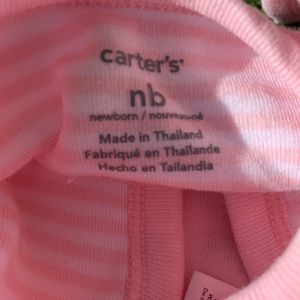 carter's
nb
newborn / nouveau-né
Made in Thailand
Fabriqué en Thaïlande
Hecho en Tailandia